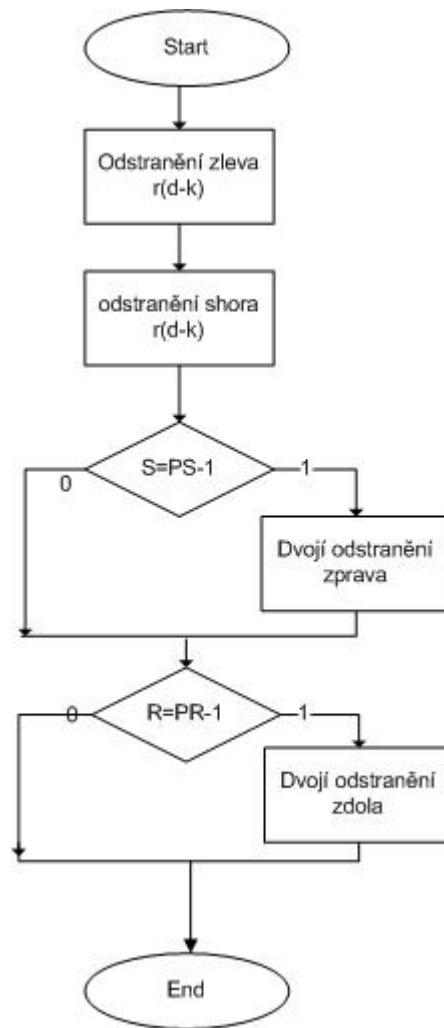 Start
Odstranění zleva
r(d-k)
odstranění shora
r(d-k)
S=PS-1
0
1
Dvojí odstranění
zprava
R=PR-1
0
1
Dvojí odstranění
zdola
End